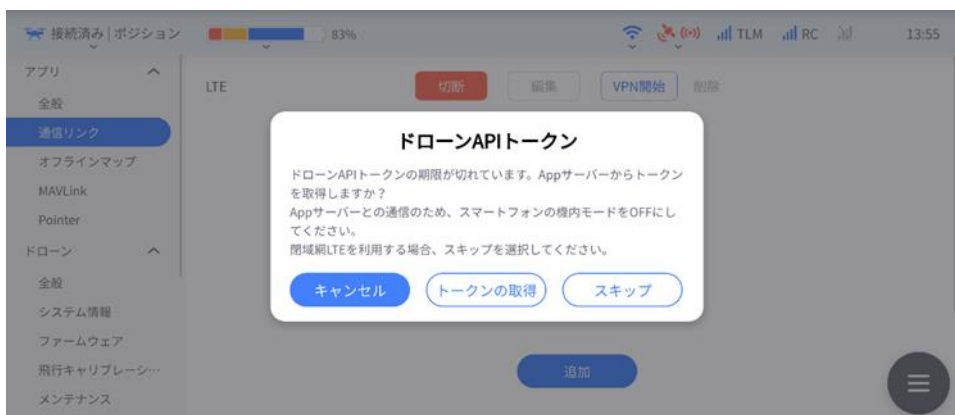 接続済み | ポジション
83%
TLM
RC
13:55
アプリ
全般
通信リンク
オフラインマップ
MAVLink
Pointer
ドローン
全般
システム情報
ファームウェア
飛行キャリブレーシ…
メンテナンス
LTE
切断
編集
VPN開始
削除
ドローンAPIトークン
ドローンAPIトークンの期限が切れています。Appサーバーからトークン
を取得しますか？
Appサーバーとの通信のため、スマートフォンの機内モードをOFFにし
てください。
閉域網LTEを利用する場合、スキップを選択してください。
キャンセル
トークンの取得
スキップ
追加